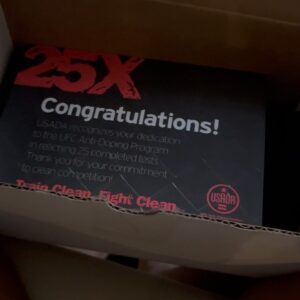 25X
Congratulations!
USADA recognizes your dedication
to the UFC Anti-Doping Program
in reaching 25 completed tests.
Thank you for your commitment
to clean competition!
Train Clean. Fight Clean.
USADA